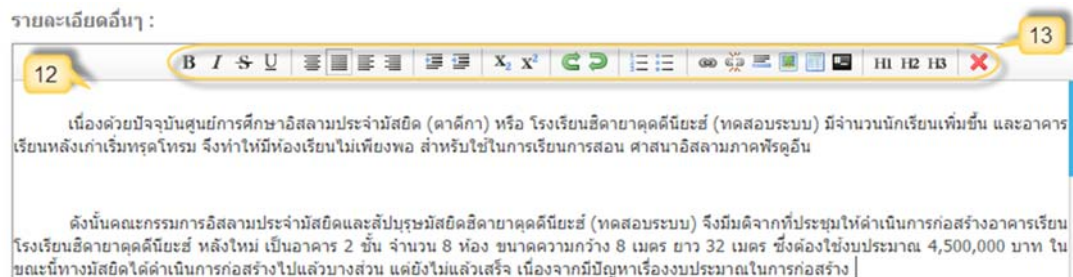 รายละเอียดอื่นๆ :
13
B I S U X₂ X² H1 H2 H3
12
เนื่องด้วยปัจจุบันศูนย์การศึกษาอิสลามประจำมัสยิด (ตาดีกา) หรือ โรงเรียนฮิดายาตุดดีนียะฮ์ (ทดสอบระบบ) มีจำนวนนักเรียนเพิ่มขึ้น และอาคาร
เรียนหลังเก่าเริ่มทรุดโทรม จึงทำให้มีห้องเรียนไม่เพียงพอ สำหรับใช้ในการเรียนการสอน ศาสนาอิสลามภาคฟัรดูอีน
ดังนั้นคณะกรรมการอิสลามประจำมัสยิดและสัปบุรุษมัสยิดฮิดายาตุดดีนียะฮ์ (ทดสอบระบบ) จึงมีมติจากที่ประชุมให้ดำเนินการก่อสร้างอาคารเรียน
โรงเรียนฮิดายาตุดดีนียะฮ์ หลังใหม่ เป็นอาคาร 2 ชั้น จำนวน 8 ห้อง ขนาดความกว้าง 8 เมตร ยาว 32 เมตร ซึ่งต้องใช้งบประมาณ 4,500,000 บาท ใน
ขณะนี้ทางมัสยิดได้ดำเนินการก่อสร้างไปแล้วบางส่วน แต่ยังไม่แล้วเสร็จ เนื่องจากมีปัญหาเรื่องงบประมาณในการก่อสร้าง